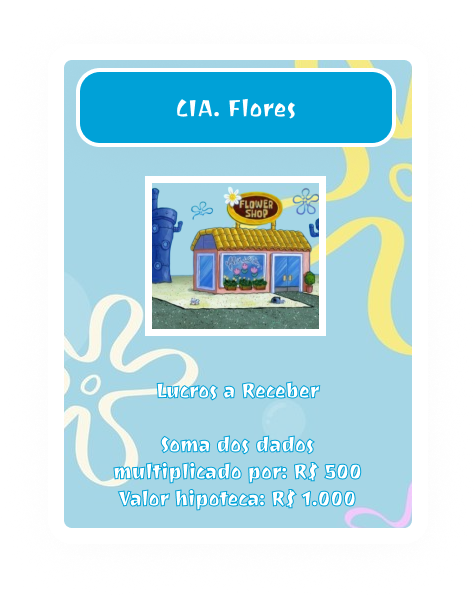 CIA. Flores
FLOWER
SHOP
Lucros a Receber
Soma dos dados
multiplicado por: R$ 500
Valor hipoteca: R$ 1.000